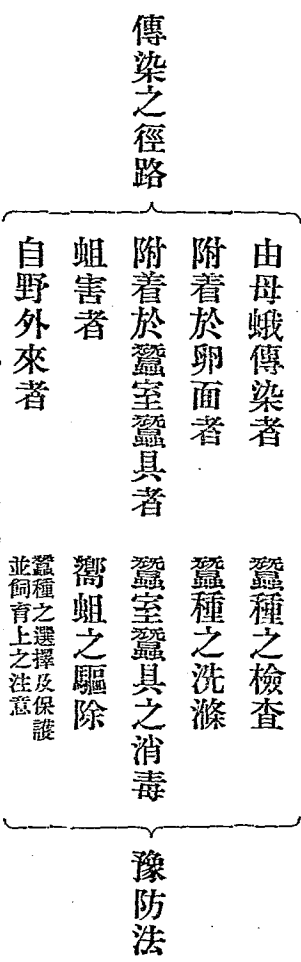 傳染之徑路
由母蛾傳染者
蠶種之檢查
附着於卵面者
蠶種之洗滌
附着於蠶室蠶具者
蠶室蠶具之消毒
蛆害者
蠁蛆之驅除
自野外來者
蠶種之選擇及保護
並飼育上之注意
豫防法